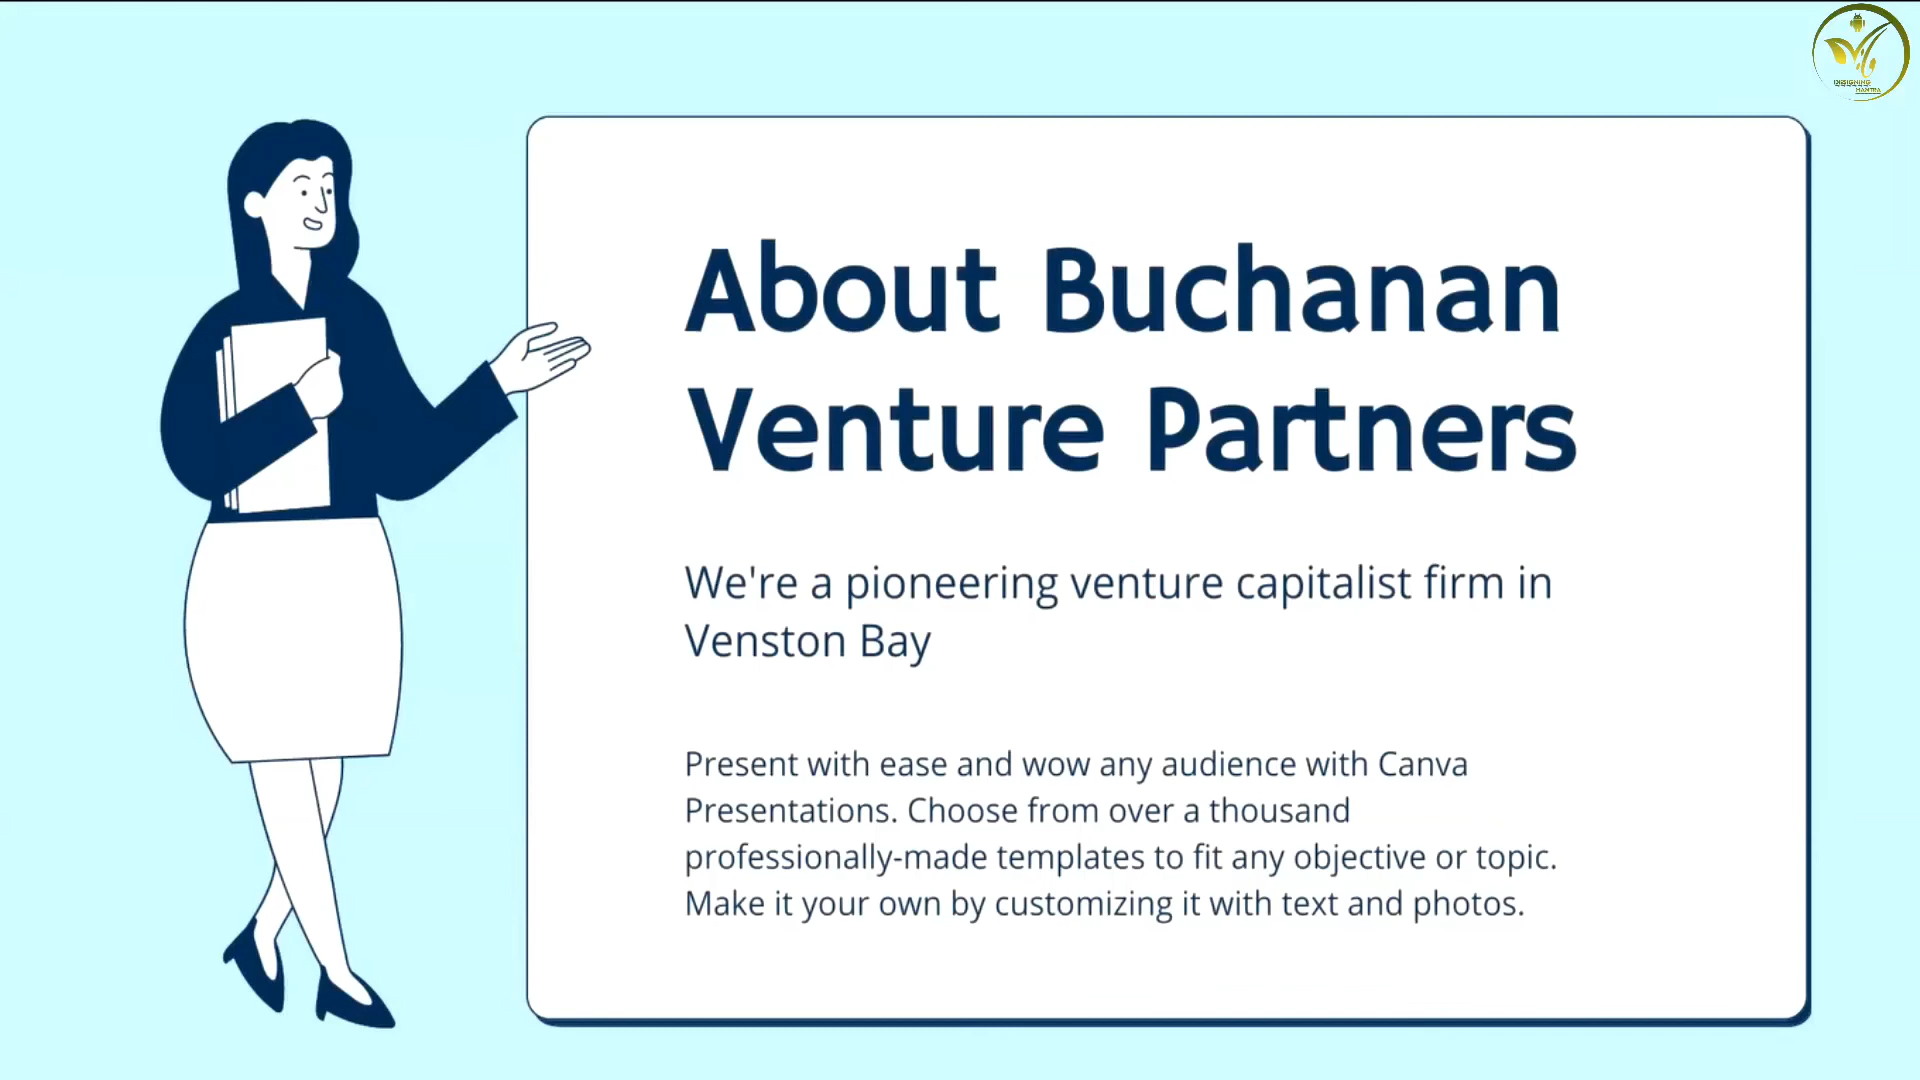 DESIGNING
MANTRA
About Buchanan
Venture Partners
We're a pioneering venture capitalist firm in
Venston Bay
Present with ease and wow any audience with Canva
Presentations. Choose from over a thousand
professionally-made templates to fit any objective or topic.
Make it your own by customizing it with text and photos.